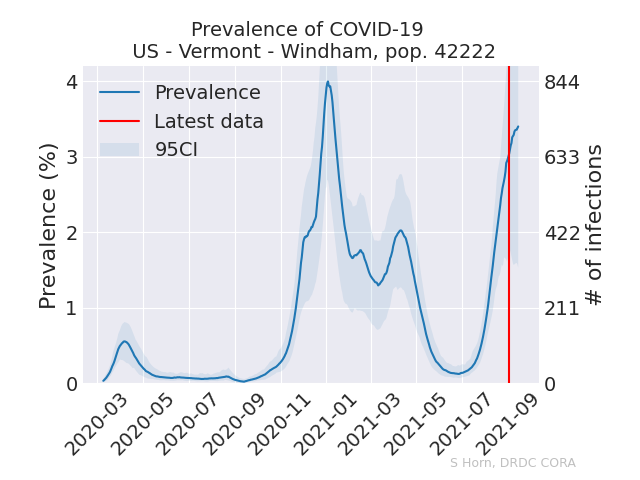 Prevalence of COVID-19
US - Vermont - Windham, pop. 42222
Prevalence
Latest data
95CI
Prevalence (%)
4
3
2
1
0
844
633
422
211
0
# of infections
2020-03
2020-05
2020-07
2020-09
2020-11
2021-01
2021-03
2021-05
2021-07
2021-09
S Horn, DRDC CORA